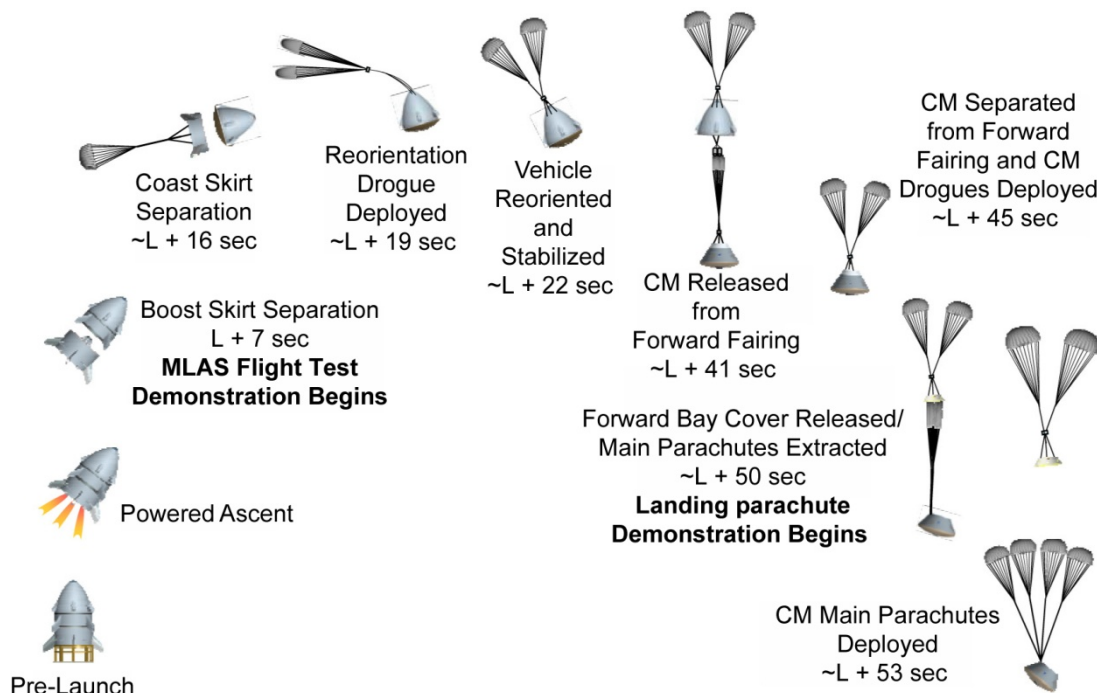 Pre-Launch
Powered Ascent
Boost Skirt Separation
L + 7 sec
MLAS Flight Test
Demonstration Begins
Coast Skirt
Separation
~L + 16 sec
Reorientation
Drogue
Deployed
~L + 19 sec
Vehicle
Reoriented
and
Stabilized
~L + 22 sec
CM Released
from
Forward Fairing
~L + 41 sec
CM Separated
from Forward
Fairing and CM
Drogues Deployed
~L + 45 sec
Forward Bay Cover Released/
Main Parachutes Extracted
~L + 50 sec
Landing parachute
Demonstration Begins
CM Main Parachutes
Deployed
~L + 53 sec